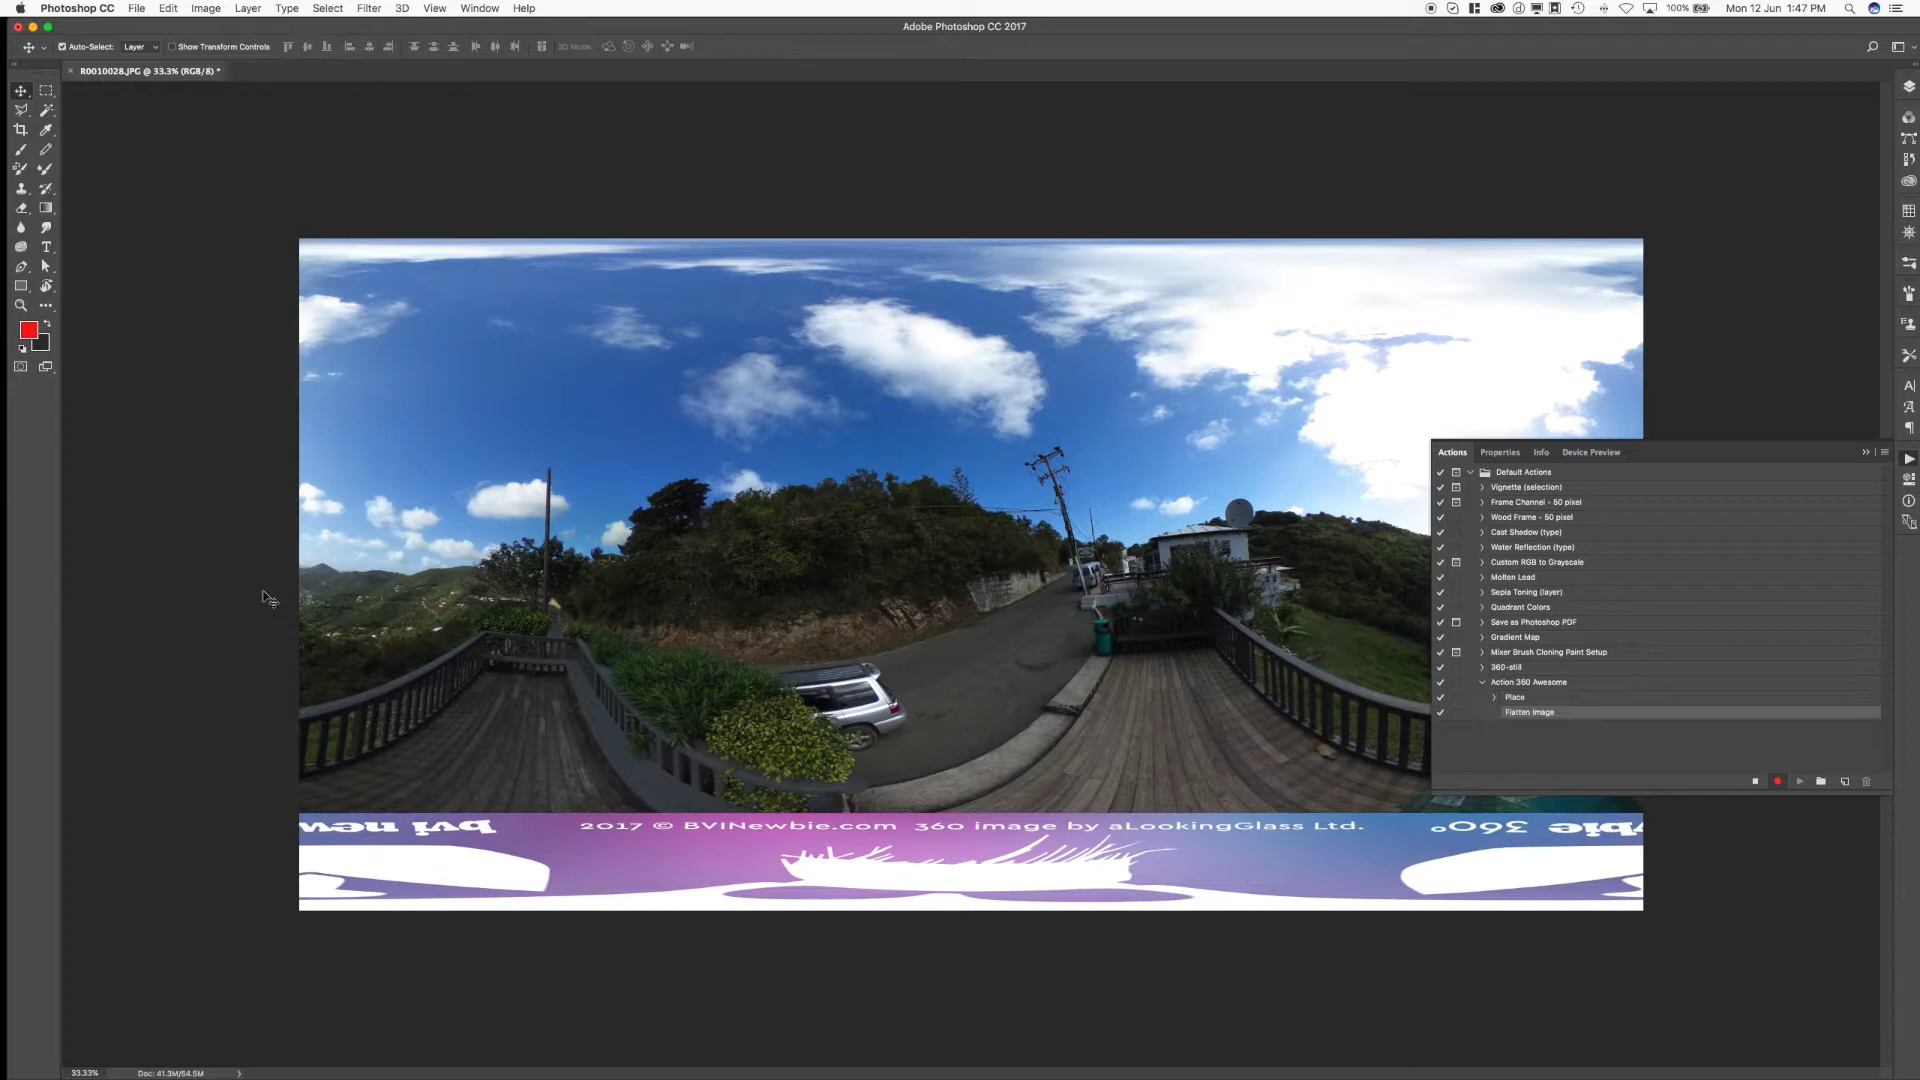 Photoshop CC File Edit Image Layer Type Select Filter 3D View Window Help
100% Mon 12 Jun 1:47 PM
Adobe Photoshop CC 2017
Auto-Select: Layer Show Transform Controls 3D Mode:
R0010028.JPG @ 33.3% (RGB/8) *
Actions Properties Info Device Preview
Default Actions
Vignette (selection)
Frame Channel - 50 pixel
Wood Frame - 50 pixel
Cast Shadow (type)
Water Reflection (type)
Custom RGB to Grayscale
Molten Lead
Sepia Toning (layer)
Quadrant Colors
Save as Photoshop PDF
Gradient Map
Mixer Brush Cloning Paint Setup
360-still
Action 360 Awesome
Place
Flatten Image
bvi new
2017 © BVINewbie.com 360 image by aLookingGlass Ltd.
wbie 360°
33.33% Doc: 41.3M/54.5M